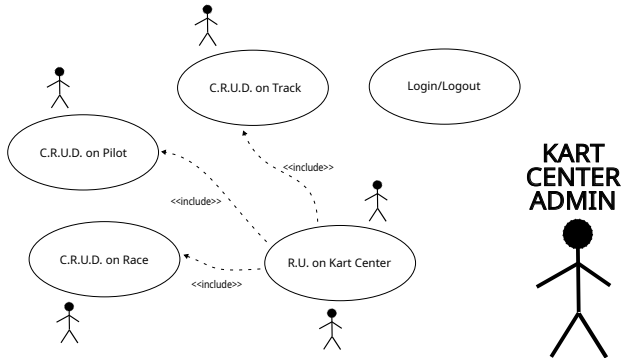 C.R.U.D. on Track
Login/Logout
C.R.U.D. on Pilot
<<include>>
KART
CENTER
ADMIN
<<include>>
C.R.U.D. on Race
R.U. on Kart Center
<<include>>